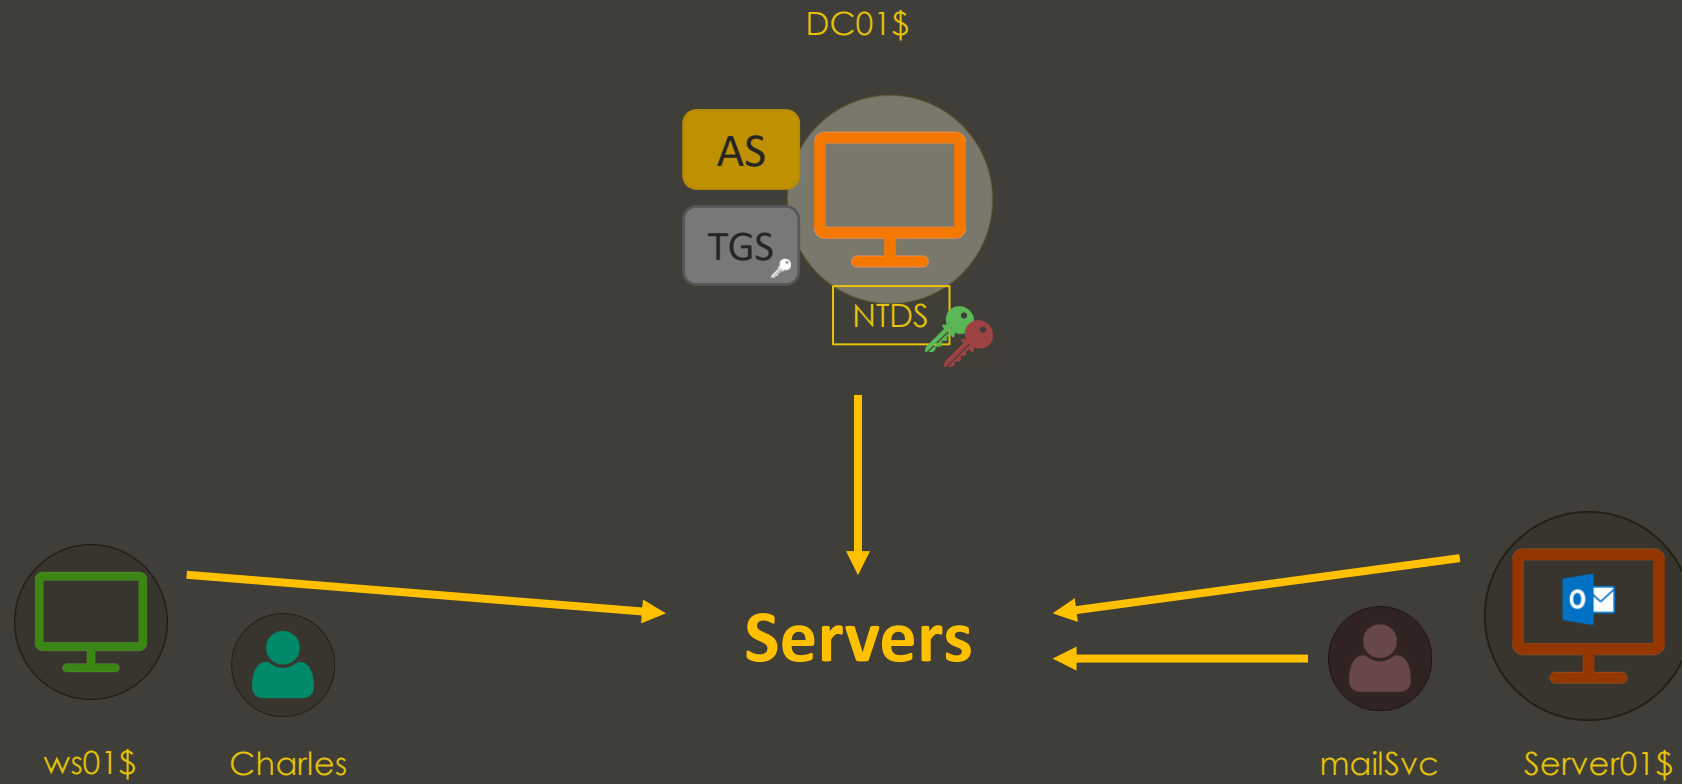 DC01$
AS
TGS
NTDS
Servers
O
ws01$
Charles
mailSvc
Server01$